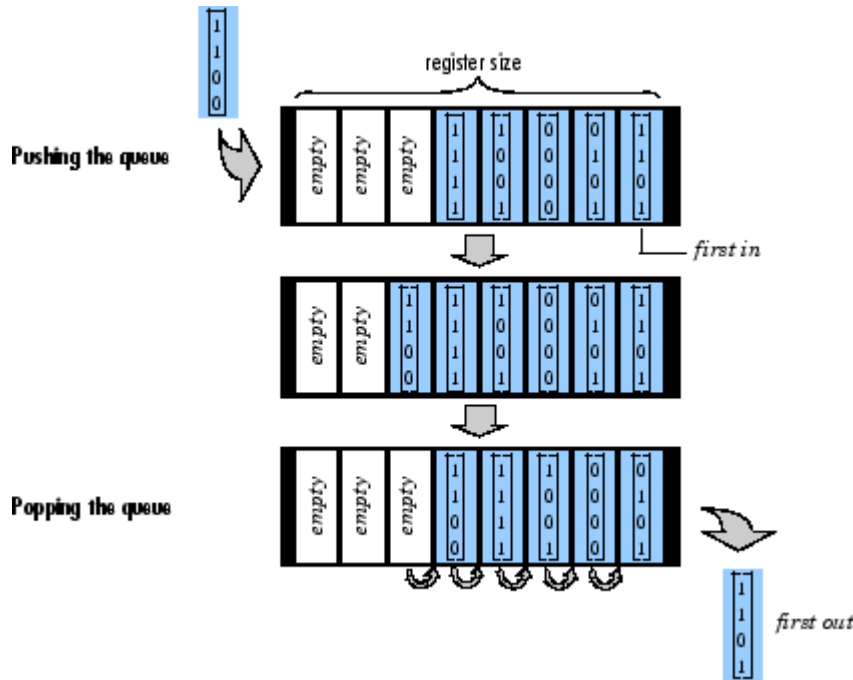 1
1
0
0
register size
Pushing the queue
empty empty empty
1 1 0 0 1
1 0 0 1 1
1 0 0 0 0
1 1 0 1 1
first in
empty empty
1 1 1 0 0 1
1 1 0 0 1 1
0 1 0 0 0 0
0 1 1 0 1 1
Popping the queue
empty empty empty
1 1 1 0 0
1 1 0 0 1
0 1 0 0 0
0 1 1 0 1
1
1
0
1
first out